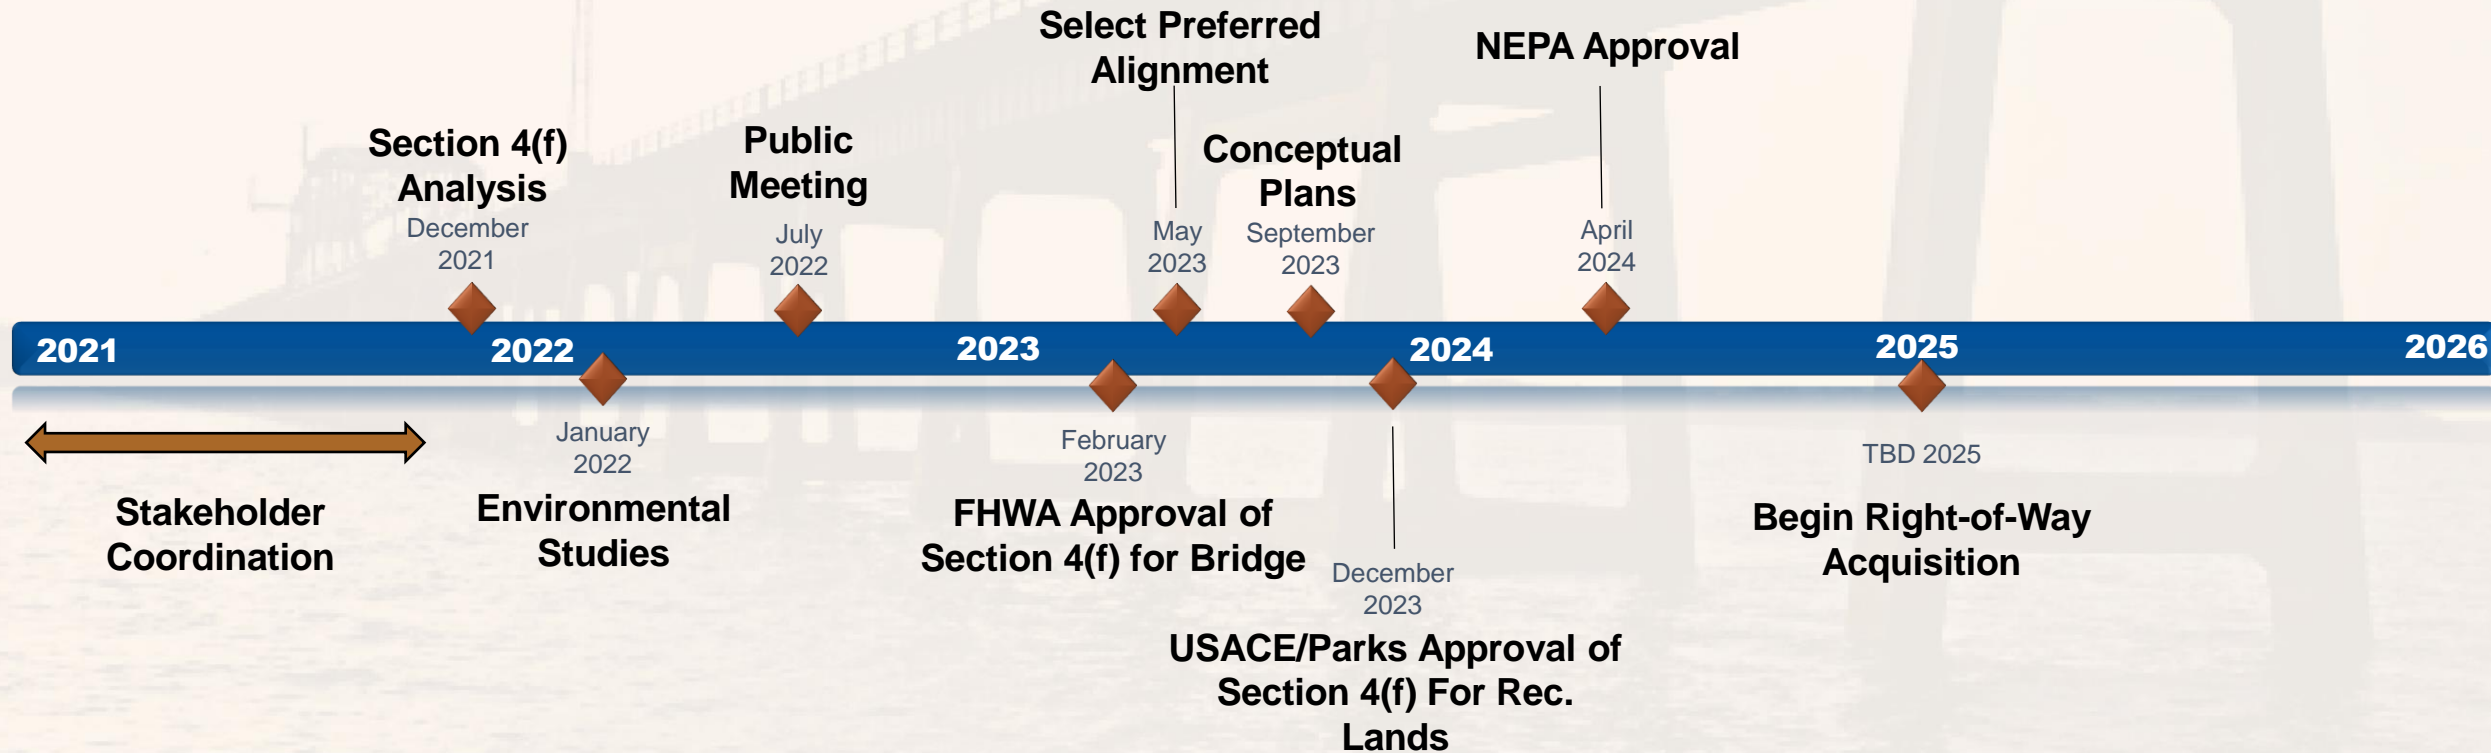 Select Preferred
Alignment
NEPA Approval
Section 4(f)
Analysis
December
2021
Public
Meeting
July
2022
May
2023
Conceptual
Plans
September
2023
April
2024
2021
2022
2023
2024
2025
2026
Stakeholder
Coordination
January
2022
Environmental
Studies
February
2023
FHWA Approval of
Section 4(f) for Bridge
December
2023
USACE/Parks Approval of
Section 4(f) For Rec.
Lands
TBD 2025
Begin Right-of-Way
Acquisition